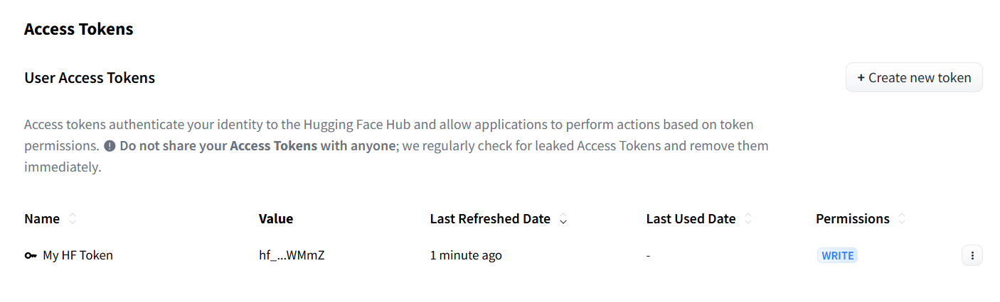 Access Tokens
User Access Tokens
+ Create new token
Access tokens authenticate your identity to the Hugging Face Hub and allow applications to perform actions based on token
permissions. Do not share your Access Tokens with anyone; we regularly check for leaked Access Tokens and remove them
immediately.
Name Value Last Refreshed Date Last Used Date Permissions
My HF Token hf_...WMmZ 1 minute ago - WRITE